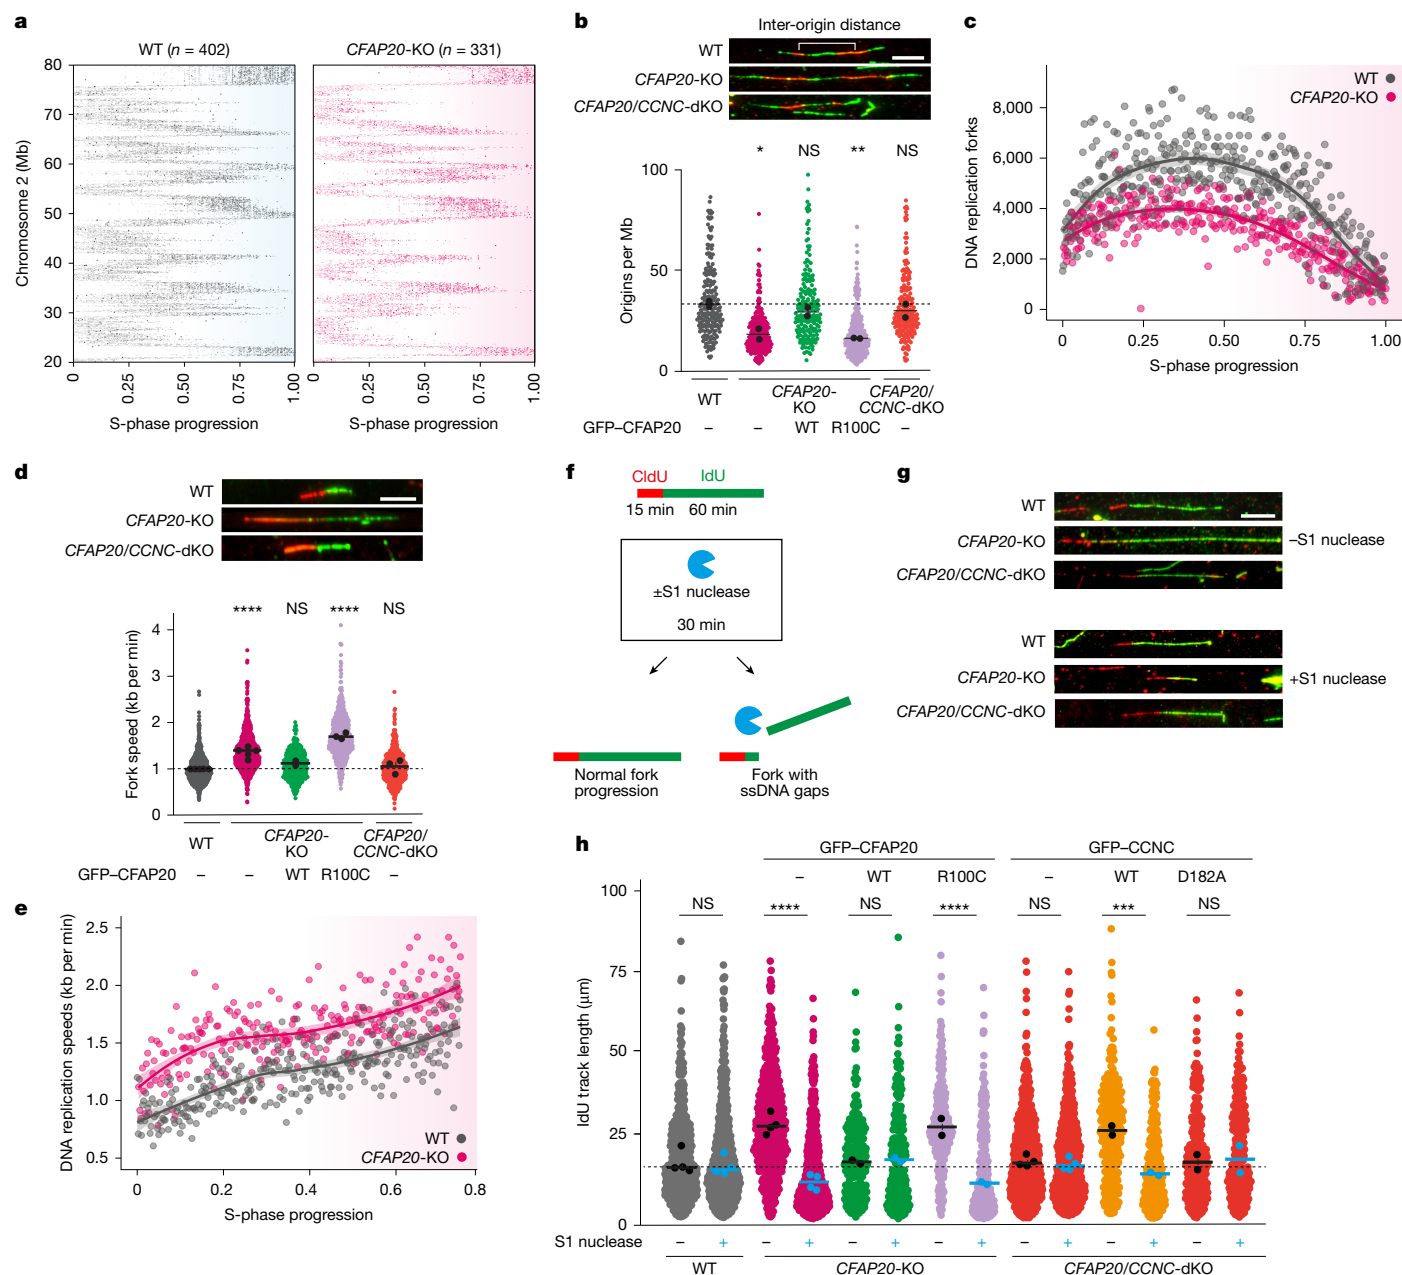 a
WT (n = 402)
CFAP20-KO (n = 331)
Chromosome 2 (Mb)
80
70
60
50
40
30
20
0
0.25
0.50
0.75
1.00
0
0.25
0.50
0.75
1.00
S-phase progression
S-phase progression
b
Inter-origin distance
WT
CFAP20-KO
CFAP20/CCNC-dKO
* NS ** NS
Origins per Mb
100
50
0
WT
CFAP20-
KO
CFAP20/
CCNC-dKO
GFP–CFAP20 – – WT R100C –
c
WT
CFAP20-KO
DNA replication forks
8,000
6,000
4,000
2,000
0
0 0.25 0.50 0.75 1.00
S-phase progression
d
WT
CFAP20-KO
CFAP20/CCNC-dKO
**** NS **** NS
Fork speed (kb per min)
4
3
2
1
0
WT
CFAP20-
KO
CFAP20/
CCNC-dKO
GFP–CFAP20 – – WT R100C –
e
DNA replication speeds (kb per min)
2.5
2.0
1.5
1.0
0.5
WT
CFAP20-KO
0 0.2 0.4 0.6 0.8
S-phase progression
f
CldU IdU
15 min 60 min
±S1 nuclease
30 min
Normal fork
progression
Fork with
ssDNA gaps
g
WT
CFAP20-KO
CFAP20/CCNC-dKO
–S1 nuclease
WT
CFAP20-KO
CFAP20/CCNC-dKO
+S1 nuclease
h
GFP–CFAP20 GFP–CCNC
– WT R100C – WT D182A
NS **** NS **** NS *** NS
IdU track length (µm)
100
75
50
25
0
S1 nuclease – + – + – + – + – + – + – +
WT CFAP20-KO CFAP20/CCNC-dKO